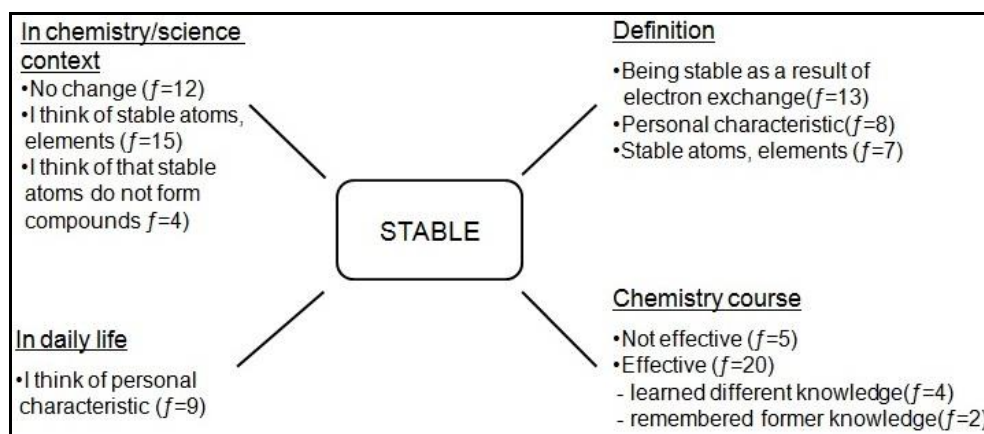 In chemistry/science
context
•No change (ƒ=12)
•I think of stable atoms,
elements (ƒ=15)
•I think of that stable
atoms do not form
compounds ƒ=4)
Definition
•Being stable as a result of
electron exchange(ƒ=13)
•Personal characteristic(ƒ=8)
•Stable atoms, elements (ƒ=7)
STABLE
In daily life
•I think of personal
characteristic (ƒ=9)
Chemistry course
•Not effective (ƒ=5)
•Effective (ƒ=20)
- learned different knowledge(ƒ=4)
- remembered former knowledge(ƒ=2)